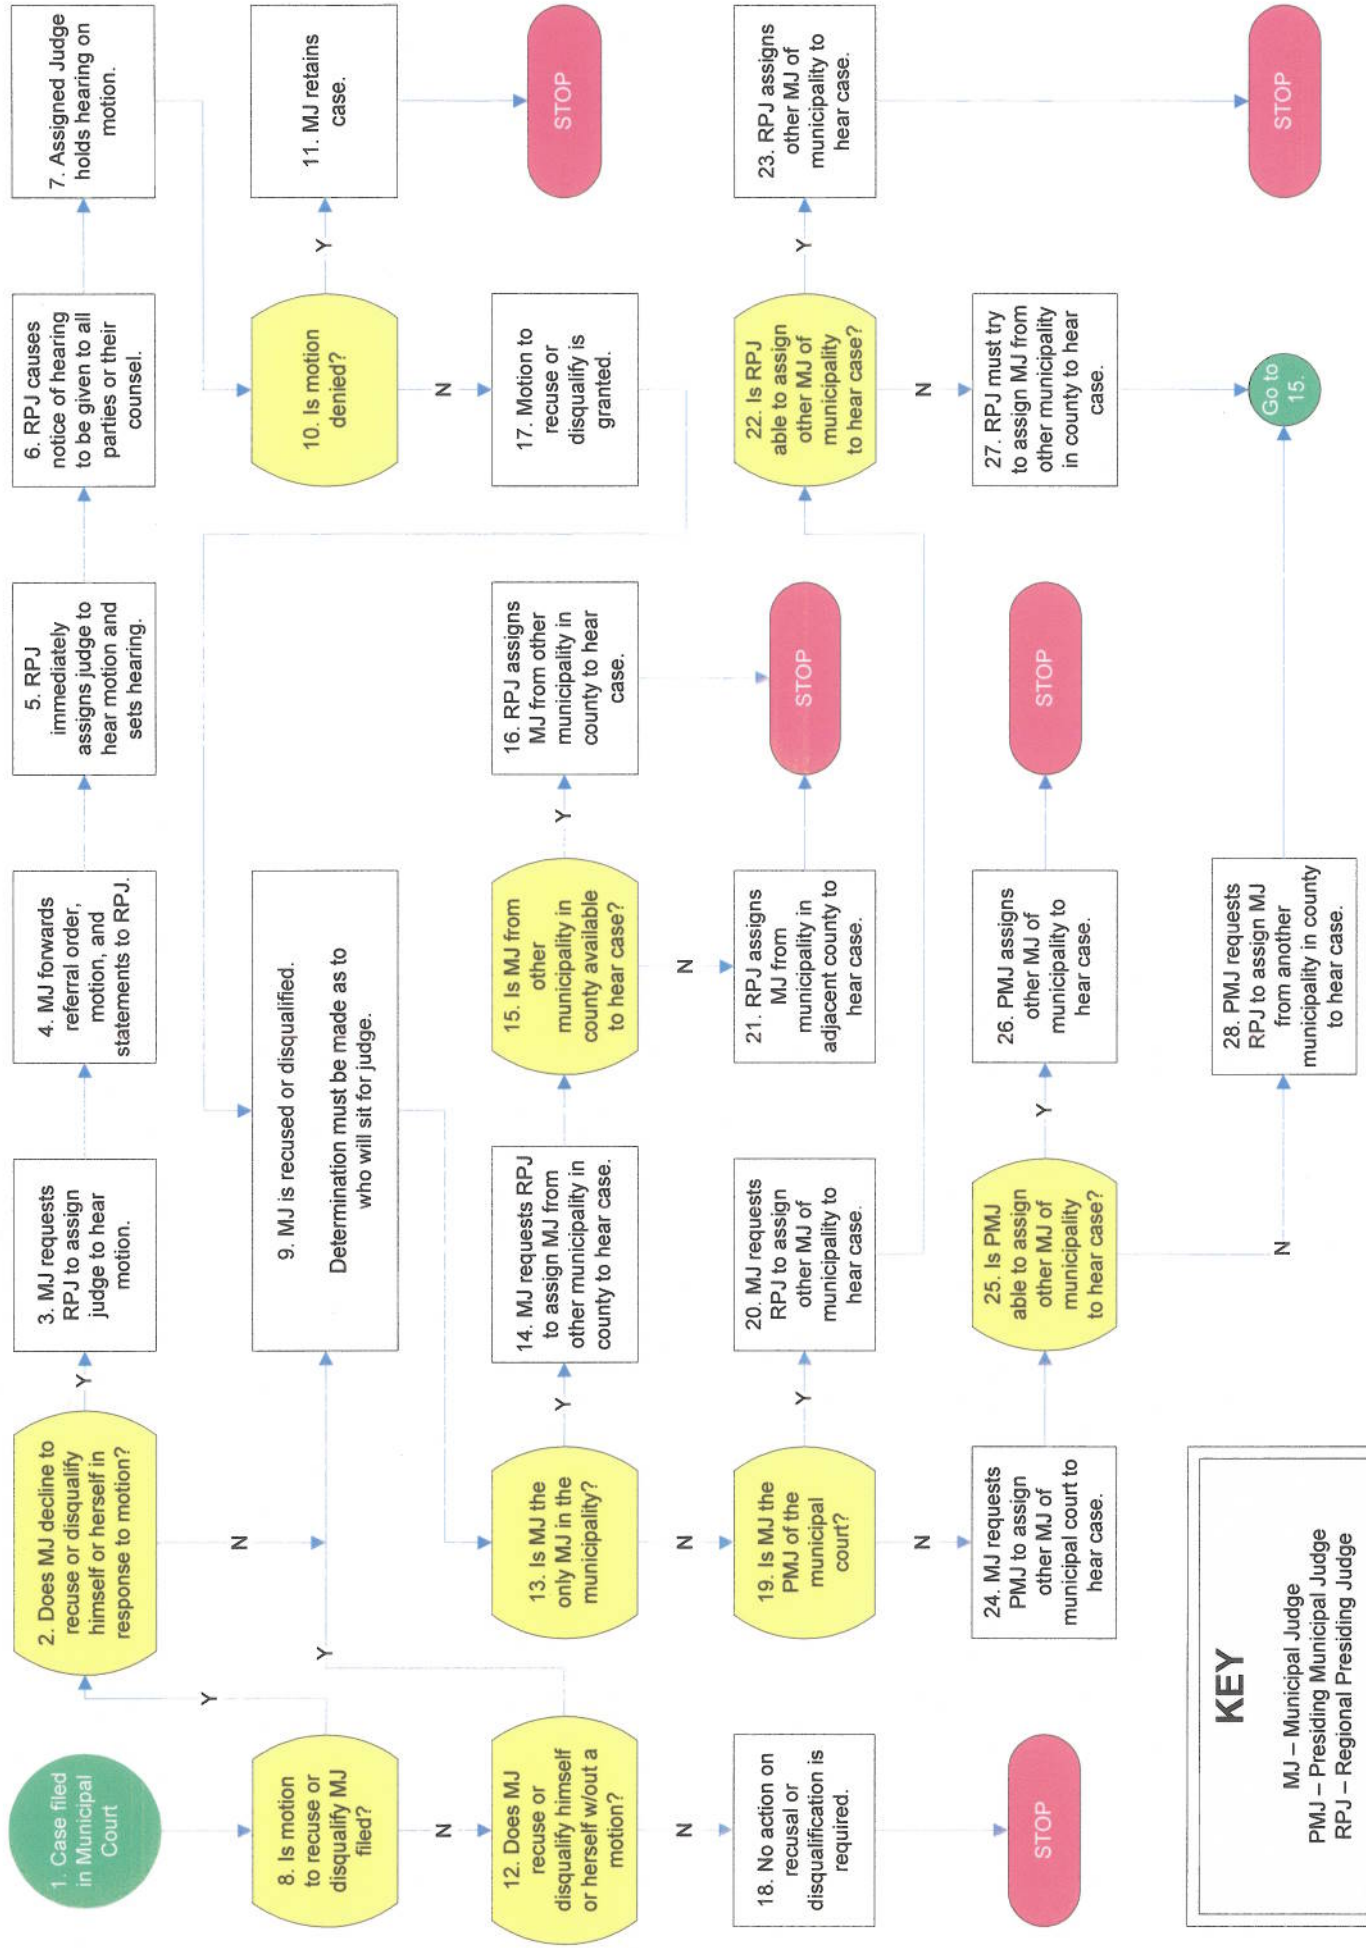 1. Case filed
in Municipal
Court
2. Does MJ decline to
recuse or disqualify
himself or herself in
response to motion?
Y
3. MJ requests
RPJ to assign
judge to hear
motion.
4. MJ forwards
referral order,
motion, and
statements to RPJ.
5. RPJ
immediately
assigns judge to
hear motion and
sets hearing.
6. RPJ causes
notice of hearing
to be given to all
parties or their
counsel.
7. Assigned Judge
holds hearing on
motion.
Y
N
8. Is motion
to recuse or
disqualify MJ
filed?
Y
9. MJ is recused or disqualified.
Determination must be made as to
who will sit for judge.
10. Is motion
denied?
Y
11. MJ retains
case.
N
N
12. Does MJ
recuse or
disqualify himself
or herself w/out a
motion?
13. Is MJ the
only MJ in the
municipality?
Y
14. MJ requests RPJ
to assign MJ from
other municipality in
county to hear case.
15. Is MJ from
other
municipality in
county available
to hear case?
Y
16. RPJ assigns
MJ from other
municipality in
county to hear
case.
17. Motion to
recuse or
disqualify is
granted.
STOP
N
N
N
18. No action on
recusal or
disqualification is
required.
19. Is MJ the
PMJ of the
municipal
court?
Y
20. MJ requests
RPJ to assign
other MJ of
municipality to
hear case.
21. RPJ assigns
MJ from
municipality in
adjacent county to
hear case.
STOP
22. Is RPJ
able to assign
other MJ of
municipality
to hear case?
Y
23. RPJ assigns
other MJ of
municipality to
hear case.
N
N
STOP
24. MJ requests
PMJ to assign
other MJ of
municipal court to
hear case.
25. Is PMJ
able to assign
other MJ of
municipality
to hear case?
Y
26. PMJ assigns
other MJ of
municipality to
hear case.
STOP
27. RPJ must try
to assign MJ from
other municipality
in county to hear
case.
N
28. PMJ requests
RPJ to assign MJ
from another
municipality in county
to hear case.
Go to
15.
STOP
KEY
MJ – Municipal Judge
PMJ – Presiding Municipal Judge
RPJ – Regional Presiding Judge